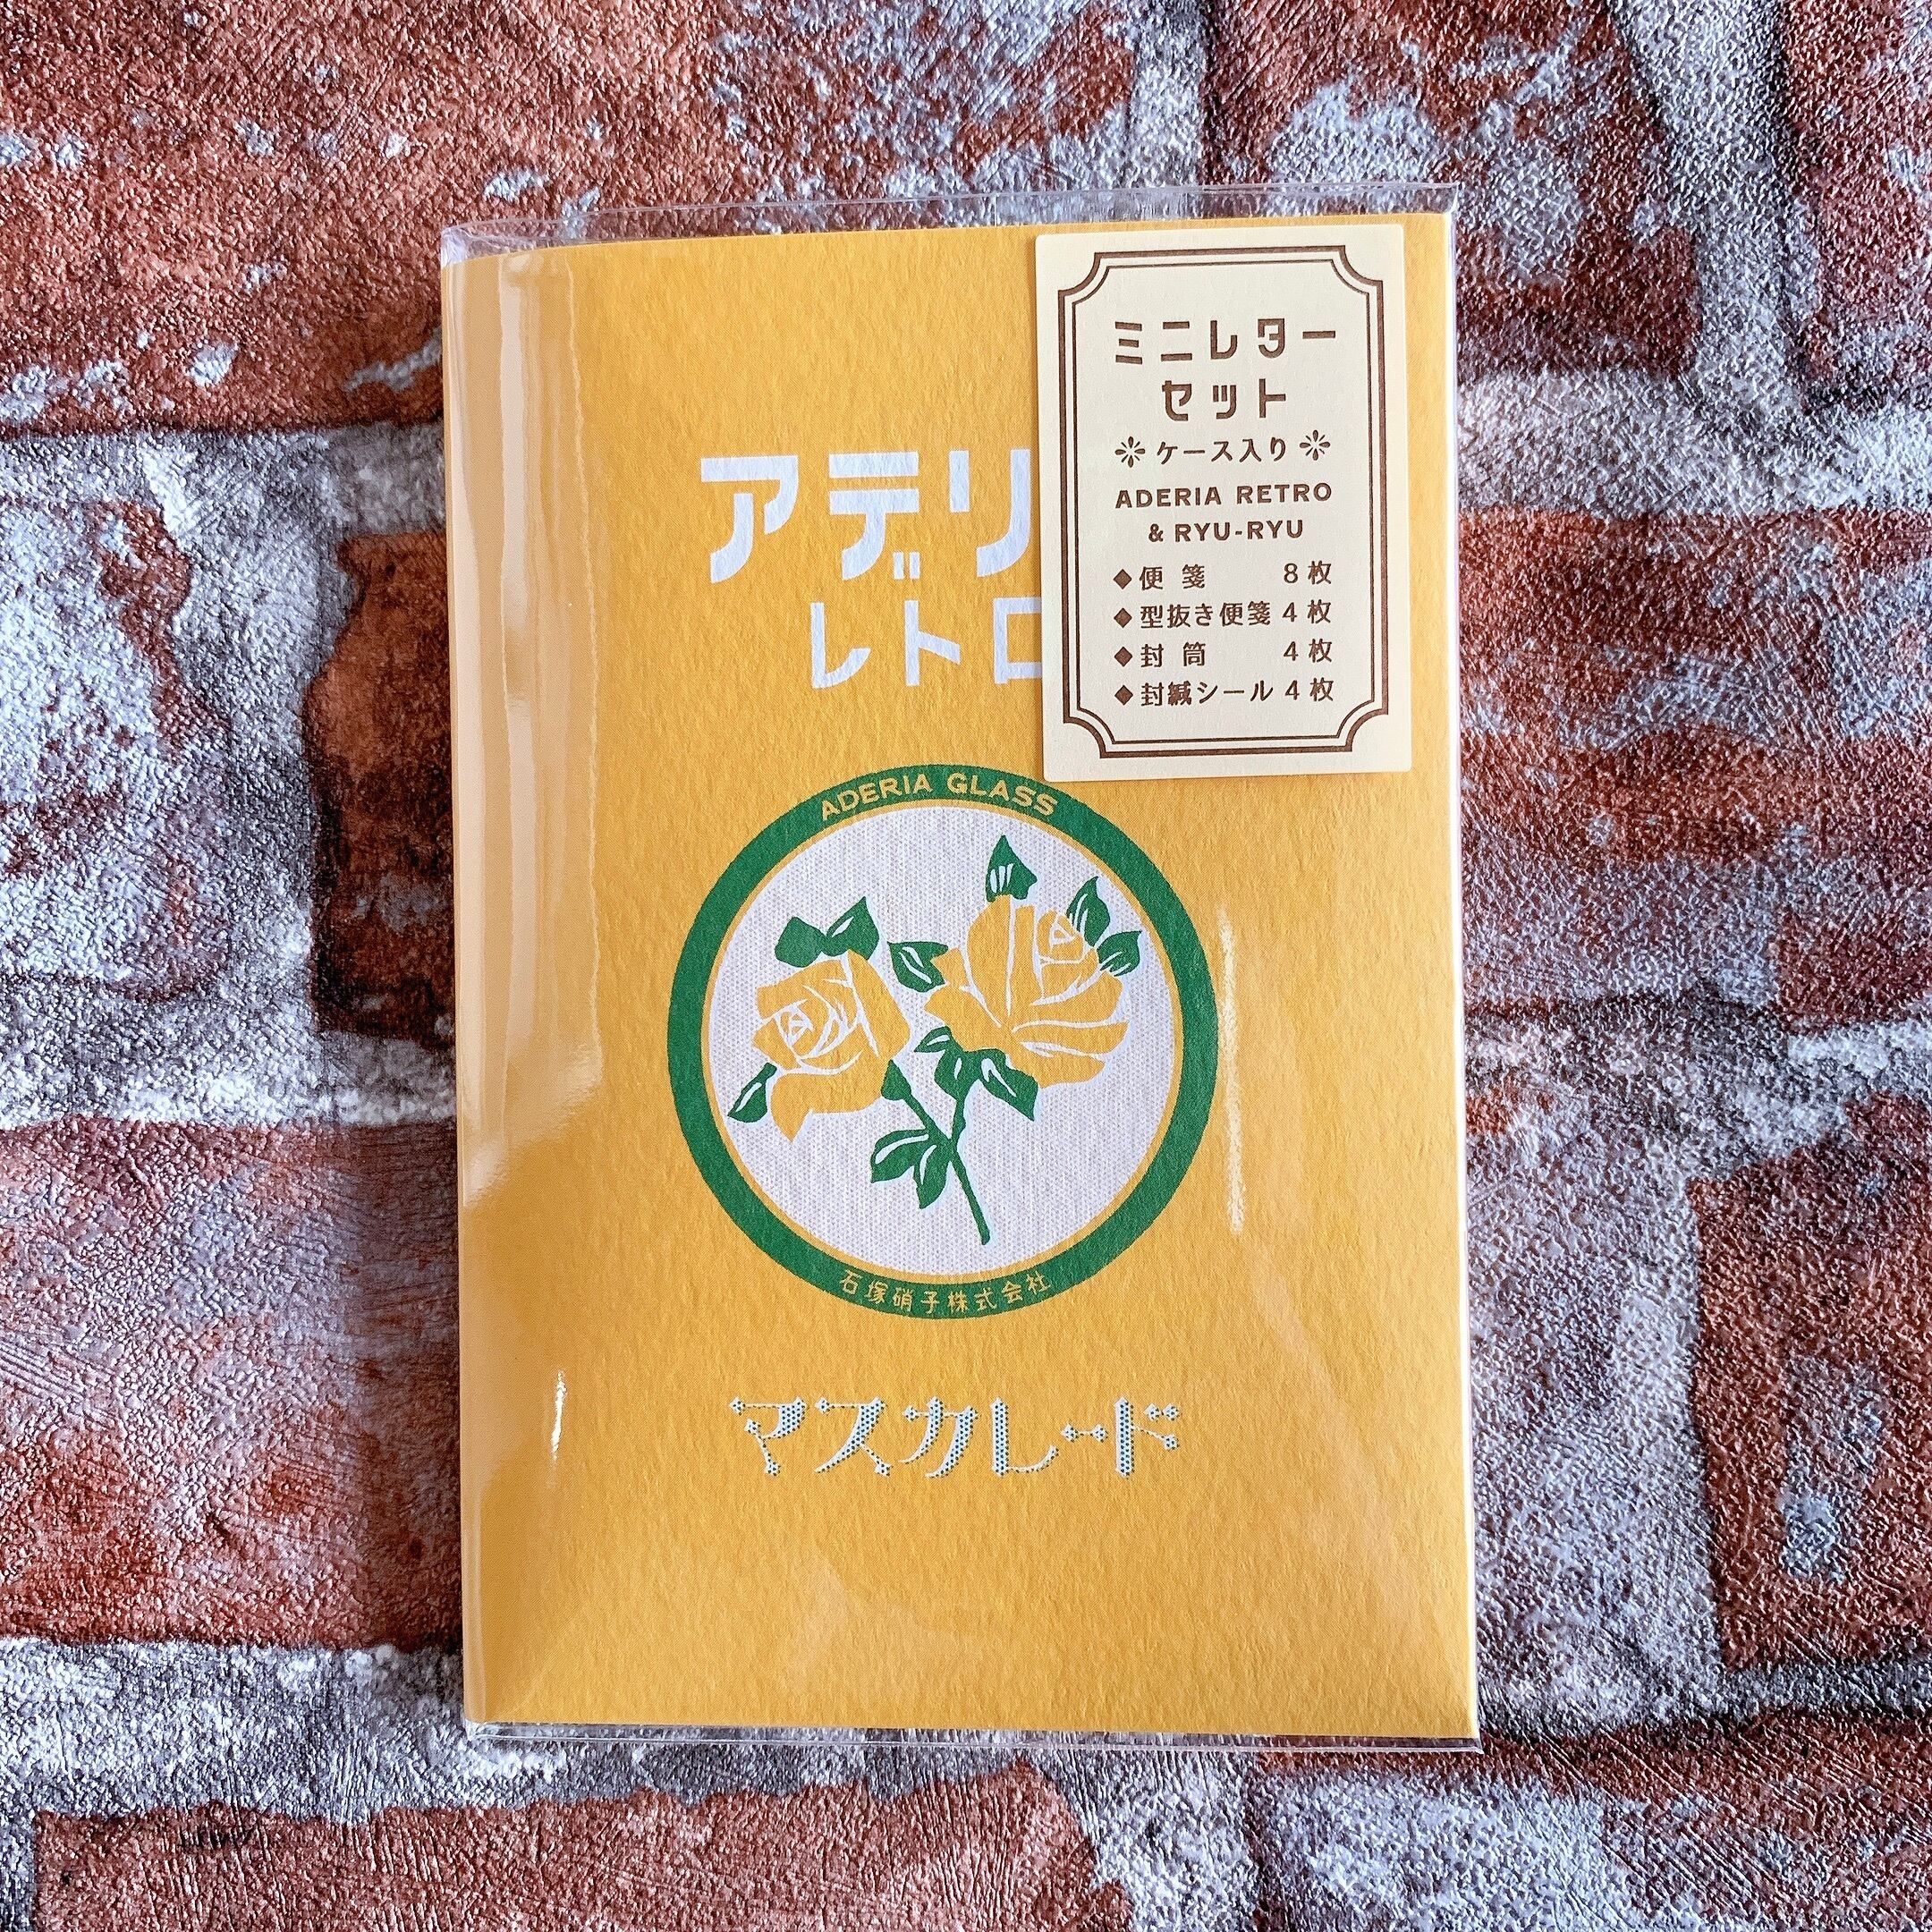 ミニレター
セット
ケース入り
ADERIA RETRO
& RYU-RYU
◆便箋 8枚
◆型抜き便箋 4枚
◆封筒 4枚
◆封緘シール 4枚
アデリ
レトロ
ADERIA GLASS
石塚硝子株式会社
マスカレード